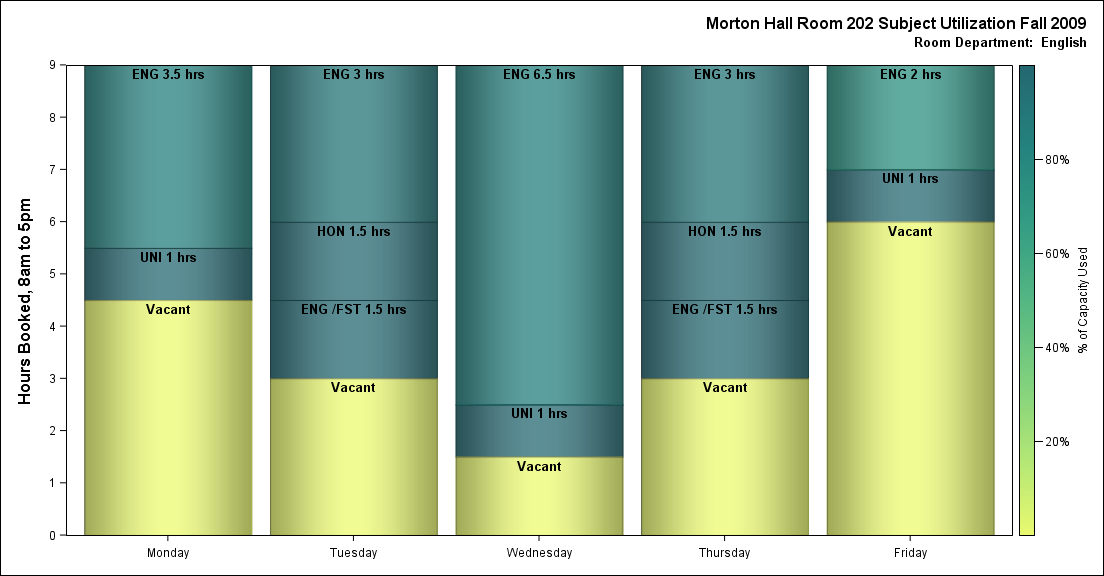 Morton Hall Room 202 Subject Utilization Fall 2009
Room Department: English
Hours Booked, 8am to 5pm
9
8
7
6
5
4
3
2
1
0
ENG 3.5 hrs
UNI 1 hrs
Vacant
ENG 3 hrs
HON 1.5 hrs
ENG /FST 1.5 hrs
Vacant
ENG 6.5 hrs
UNI 1 hrs
Vacant
ENG 3 hrs
HON 1.5 hrs
ENG /FST 1.5 hrs
Vacant
ENG 2 hrs
UNI 1 hrs
Vacant
Monday
Tuesday
Wednesday
Thursday
Friday
80%
60%
40%
20%
% of Capacity Used